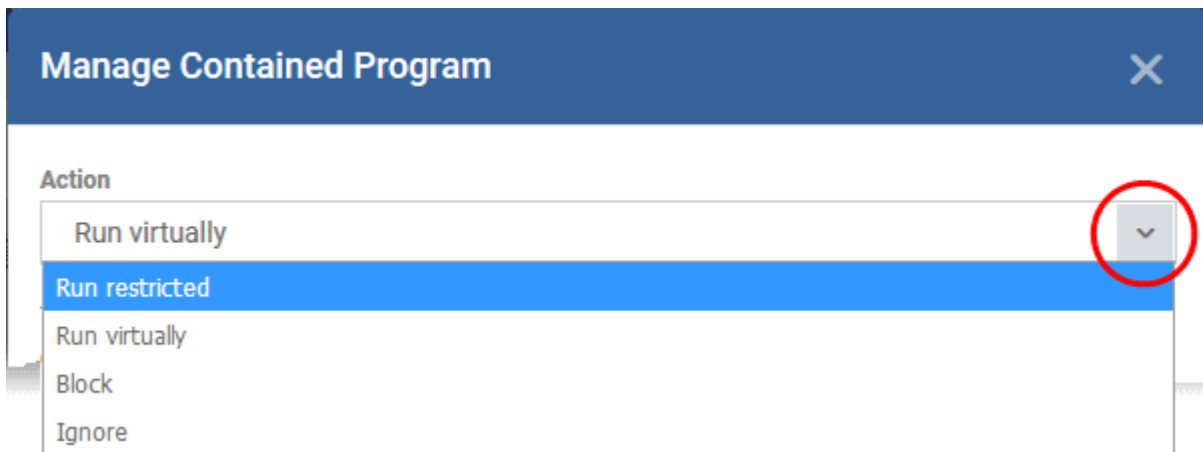 Manage Contained Program
Action
Run virtually
Run restricted
Run virtually
Block
Ignore